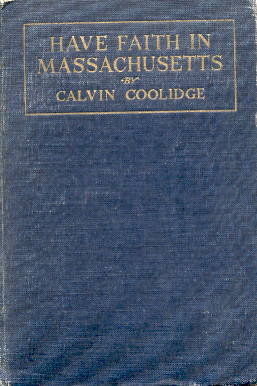 HAVE FAITH IN
MASSACHUSETTS
·BY·
CALVIN COOLIDGE